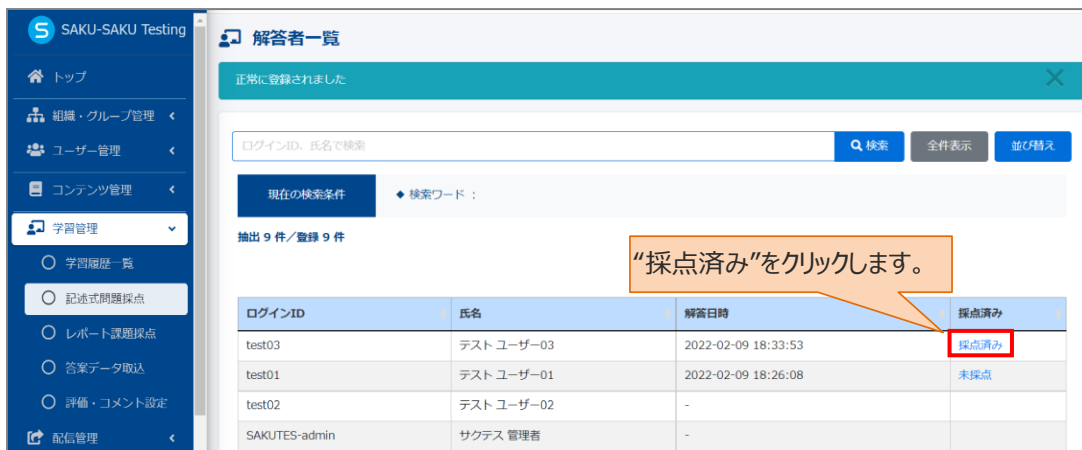 SAKU-SAKU Testing
トップ
組織・グループ管理
ユーザー管理
コンテンツ管理
学習管理
学習履歴一覧
記述式問題採点
レポート課題採点
答案データ取込
評価・コメント設定
配信管理
解答者一覧
正常に登録されました
ログインID、氏名で検索
検索 全件表示 並び替え
現在の検索条件 ◆ 検索ワード :
抽出 9 件/登録 9 件
“採点済み”をクリックします。
ログインID 氏名 解答日時 採点済み
test03 テスト ユーザー03 2022-02-09 18:33:53 採点済み
test01 テスト ユーザー01 2022-02-09 18:26:08 未採点
test02 テスト ユーザー02 -
SAKUTES-admin サクテス 管理者 -